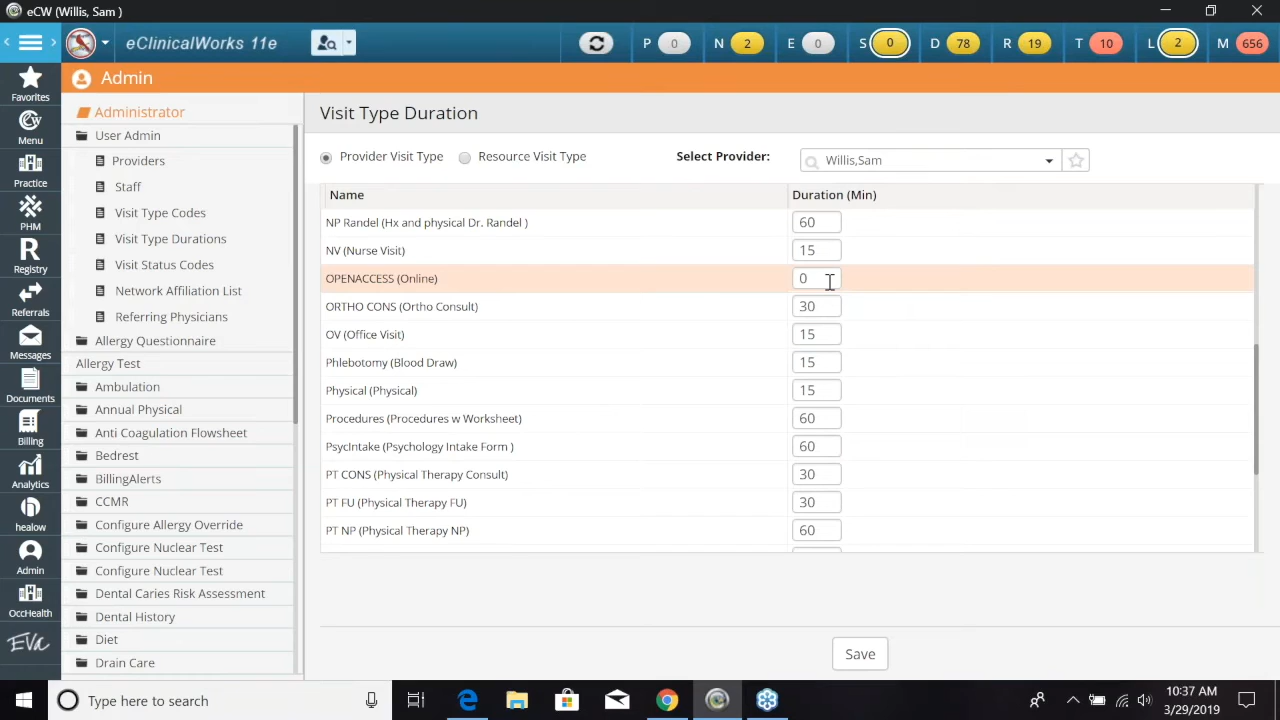 eCW (Willis, Sam )
eClinicalWorks 11e
P 0 N 2 E 0 S 0 D 78 R 19 T 10 L 2 M 656
Favorites
Menu
Practice
PHM
R
Registry
Referrals
Messages
Documents
Billing
Analytics
healow
Admin
OccHealth
EVA
Admin
Administrator
User Admin
Providers
Staff
Visit Type Codes
Visit Type Durations
Visit Status Codes
Network Affiliation List
Referring Physicians
Allergy Questionnaire
Allergy Test
Ambulation
Annual Physical
Anti Coagulation Flowsheet
Bedrest
BillingAlerts
CCMR
Configure Allergy Override
Configure Nuclear Test
Configure Nuclear Test
Dental Caries Risk Assessment
Dental History
Diet
Drain Care
Visit Type Duration
Provider Visit Type Resource Visit Type Select Provider: Willis,Sam
Name Duration (Min)
NP Randel (Hx and physical Dr. Randel ) 60
NV (Nurse Visit) 15
OPENACCESS (Online) 0
ORTHO CONS (Ortho Consult) 30
OV (Office Visit) 15
Phlebotomy (Blood Draw) 15
Physical (Physical) 15
Procedures (Procedures w Worksheet) 60
PsycIntake (Psychology Intake Form ) 60
PT CONS (Physical Therapy Consult) 30
PT FU (Physical Therapy FU) 30
PT NP (Physical Therapy NP) 60
Save
Type here to search
10:37 AM
3/29/2019